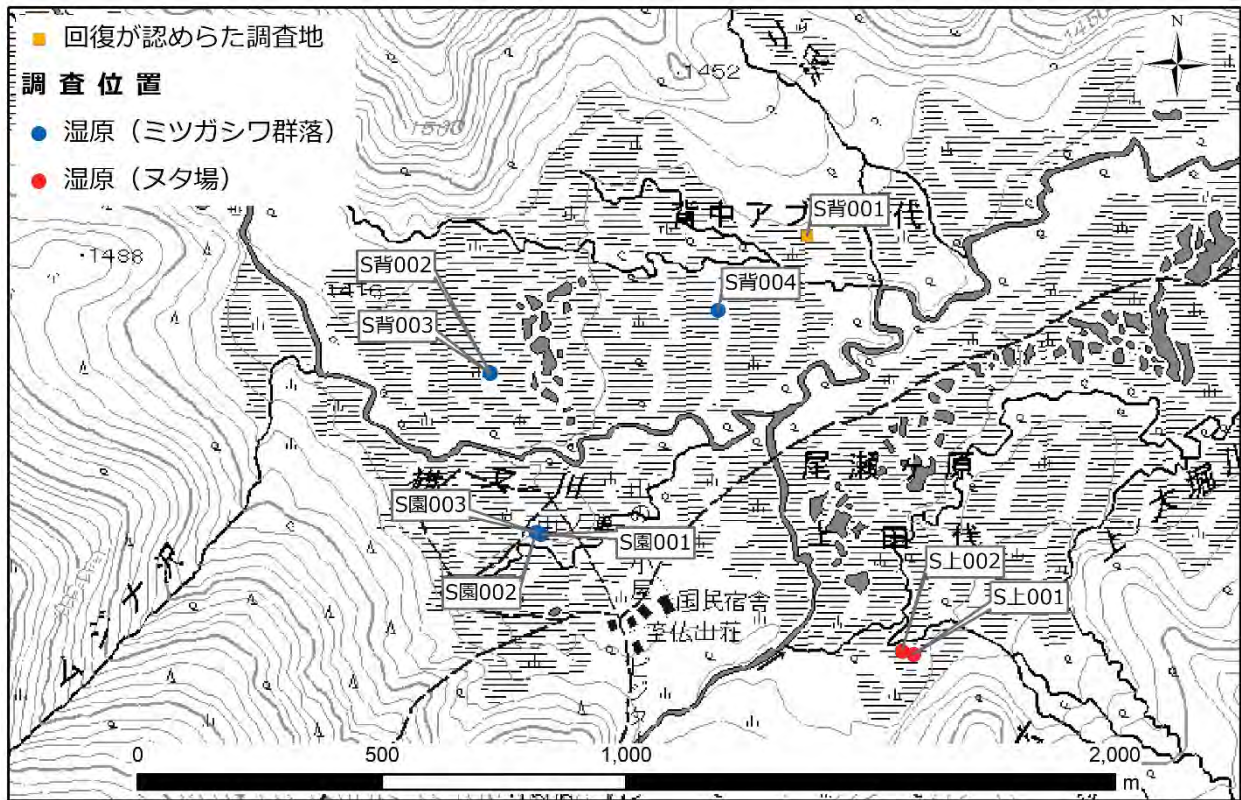 回復が認めらた調査地
調査位置
湿原（ミツガシワ群落）
湿原（ヌタ場）
N
1452
1500
1450
背中アブ
代
S背001
1488
1416
S背002
S背003
S背004
尾瀬ヶ原
上田代
S園003
S園001
S園002
S上002
S上001
国民宿舎
至仏山荘
ムジナ沢
0
500
1,000
2,000
m